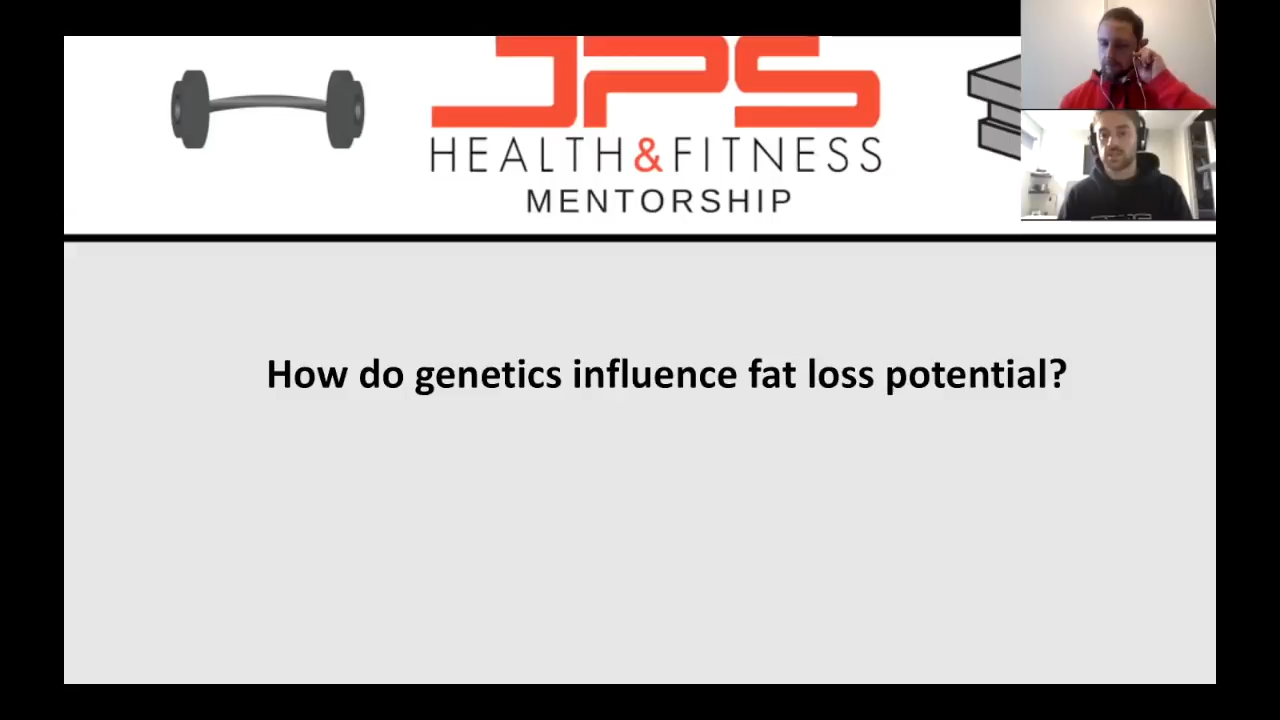 JPS
HEALTH&FITNESS
MENTORSHIP
How do genetics influence fat loss potential?